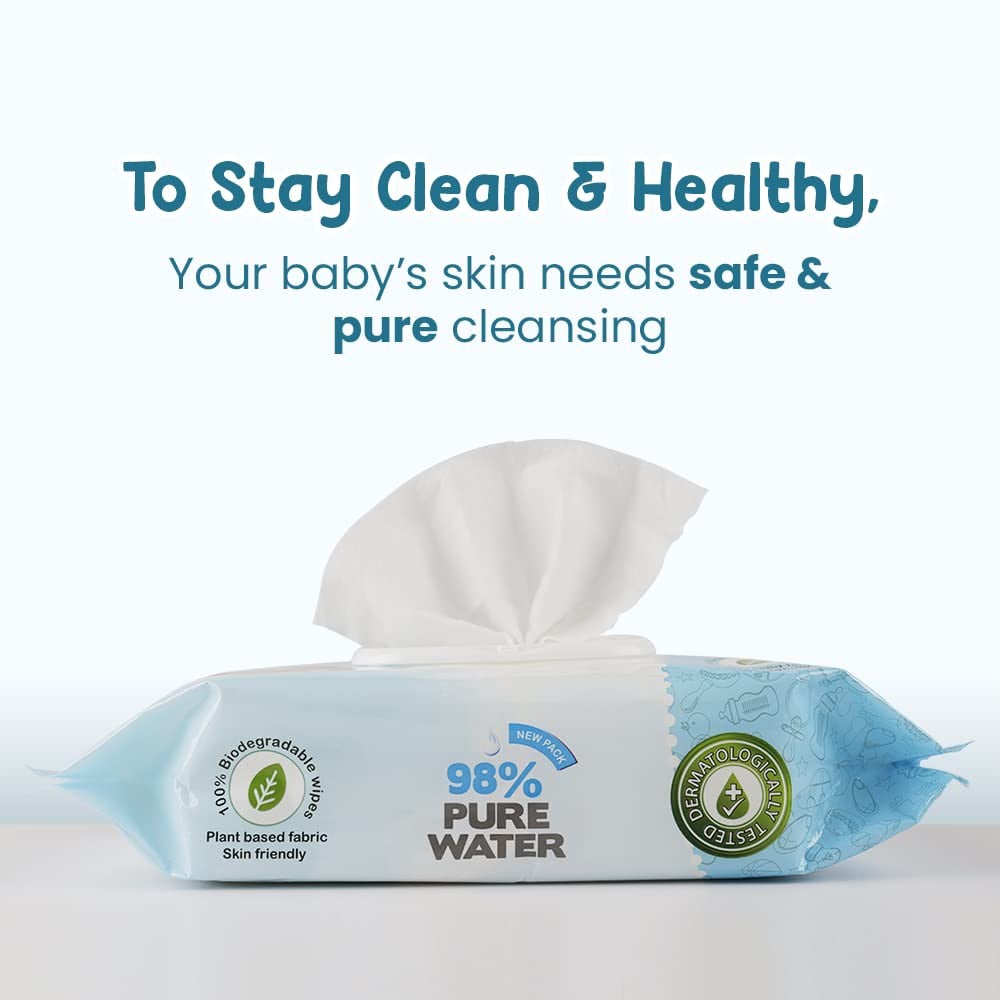 To Stay Clean & Healthy,
Your baby's skin needs safe &
pure cleansing
100% Biodegradable wipes
Plant based fabric
Skin friendly
NEW PACK
98%
PURE
WATER
DERMATOLOGICALLY TESTED